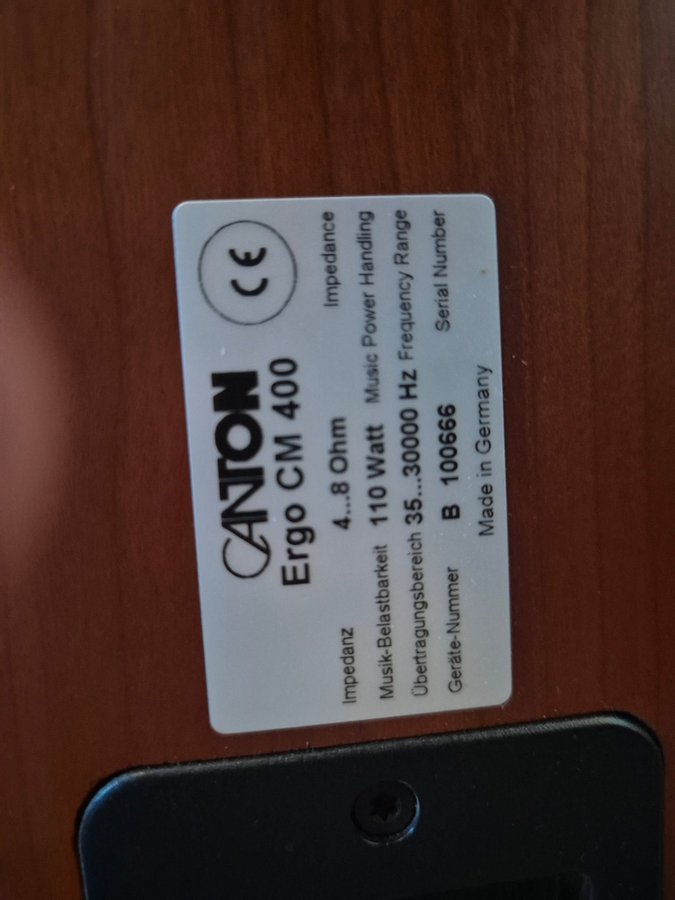 CANTON CE
Ergo CM 400
Impedanz 4...8 Ohm Impedance
Musik-Belastbarkeit 110 Watt Music Power Handling
Übertragungsbereich 35...30000 Hz Frequency Range
Geräte-Nummer B 100666 Serial Number
Made in Germany